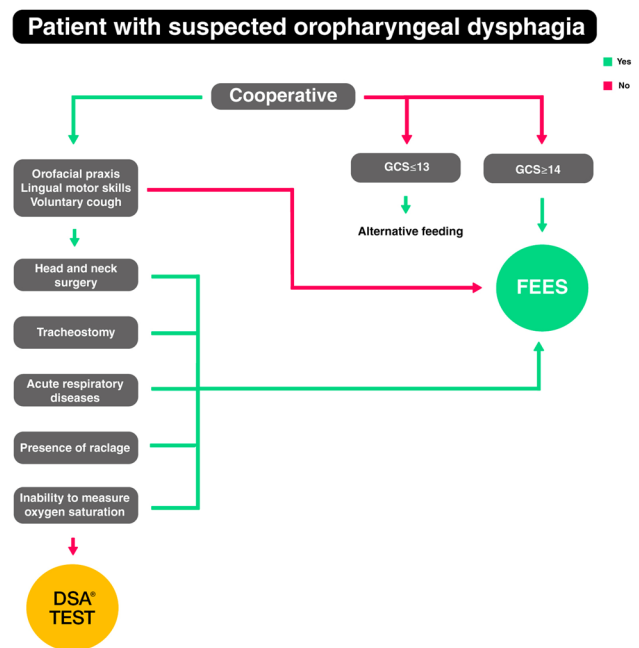 Patient with suspected oropharyngeal dysphagia
Yes
No
Cooperative
Orofacial praxis
Lingual motor skills
Voluntary cough
GCS≤13
GCS≥14
Alternative feeding
Head and neck
surgery
FEES
Tracheostomy
Acute respiratory
diseases
Presence of raclage
Inability to measure
oxygen saturation
DSA®
TEST